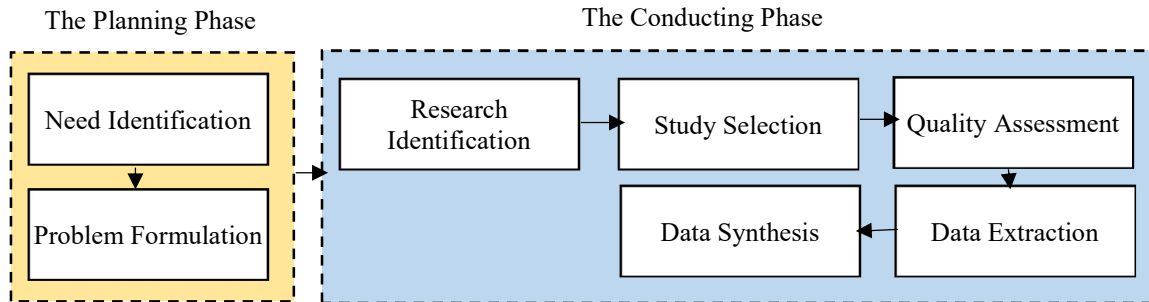 The Planning Phase
Need Identification
Problem Formulation
The Conducting Phase
Research
Identification
Study Selection
Quality Assessment
Data Extraction
Data Synthesis